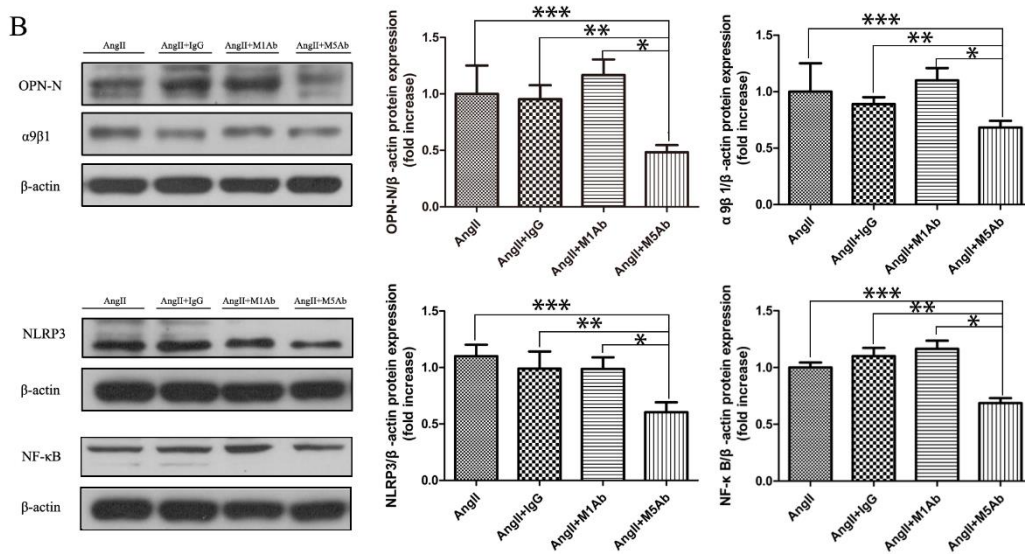 B
AngII AngII+IgG AngII+M1Ab AngII+M5Ab
OPN-N
α9β1
β-actin
OPN-N/β -actin protein expression
(fold increase)
1.5
1.0
0.5
0.0
***
**
*
AngII
AngII+IgG
AngII+M1Ab
AngII+M5Ab
α 9β 1/β -actin protein expression
(fold increase)
1.5
1.0
0.5
0.0
***
**
*
AngII
AngII+IgG
AngII+M1Ab
AngII+M5Ab
AngII AngII+IgG AngII+M1Ab AngII+M5Ab
NLRP3
β-actin
NF-κB
β-actin
NLRP3/β -actin protein expression
(fold increase)
1.5
1.0
0.5
0.0
***
**
*
AngII
AngII+IgG
AngII+M1Ab
AngII+M5Ab
NF-κ B/β -actin protein expression
(fold increase)
1.5
1.0
0.5
0.0
***
**
*
AngII
AngII+IgG
AngII+M1Ab
AngII+M5Ab